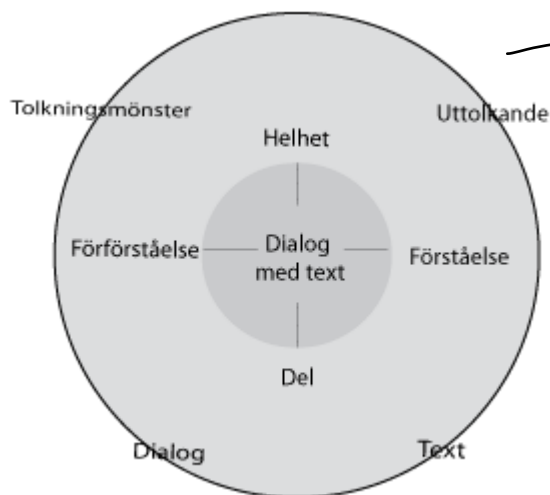 Tolkningsmönster
Uttolkande
Helhet
Förförståelse
Dialog
med text
Förståelse
Del
Dialog
Text